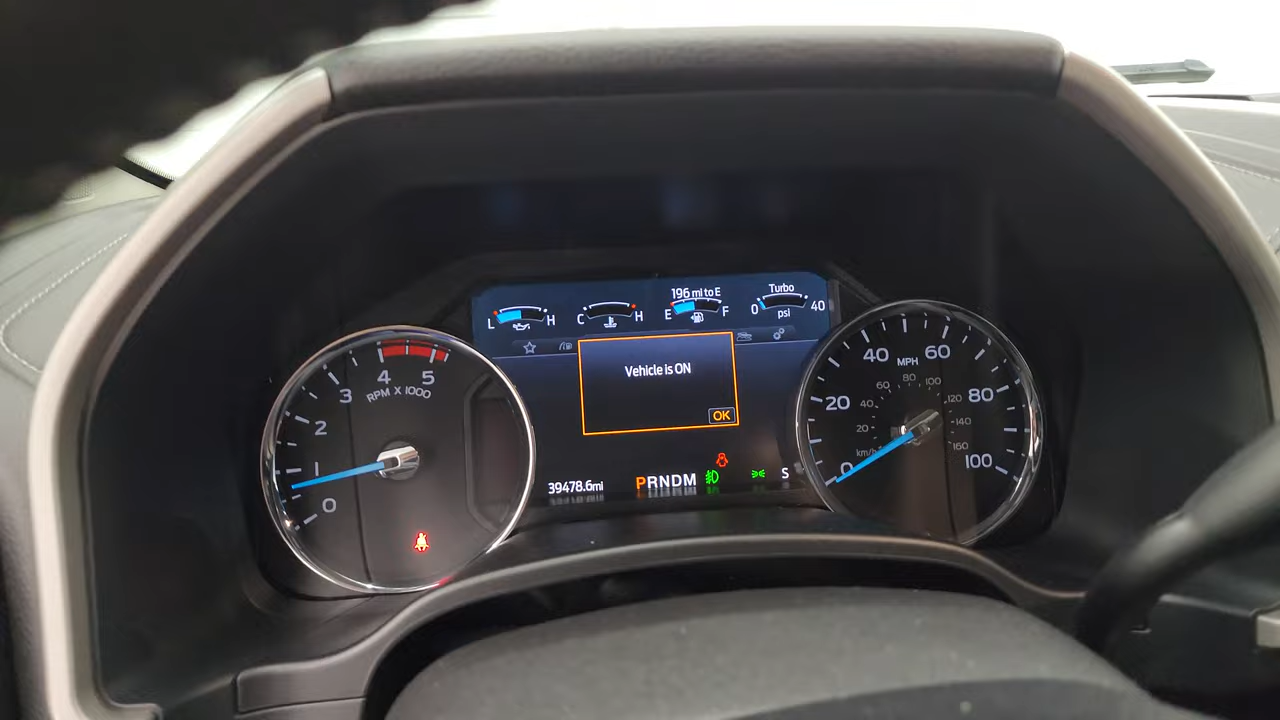 196 mi to E
Turbo
L H C H E F 0 psi 40
Vehicle is ON
OK
39478.6mi
PRNDM
S
0 1 2 3 4 5
RPM X 1000
0 20 40 60 80 100
MPH
20 40 60 80 100 120 140 160
km/h